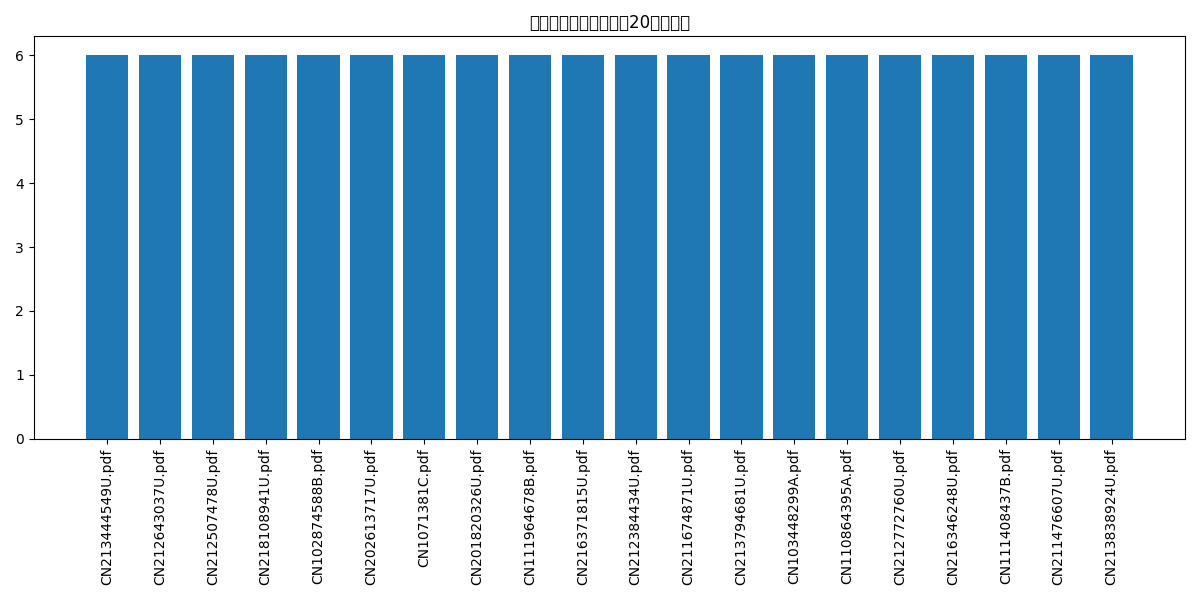 20
6
5
4
3
2
1
0
CN213444549U.pdf
CN212643037U.pdf
CN212507478U.pdf
CN218108941U.pdf
CN102874588B.pdf
CN202613717U.pdf
CN1071381C.pdf
CN201820326U.pdf
CN111964678B.pdf
CN216371815U.pdf
CN212384434U.pdf
CN211674871U.pdf
CN213794681U.pdf
CN103448299A.pdf
CN110864395A.pdf
CN212772760U.pdf
CN216346248U.pdf
CN111408437B.pdf
CN211476607U.pdf
CN213838924U.pdf